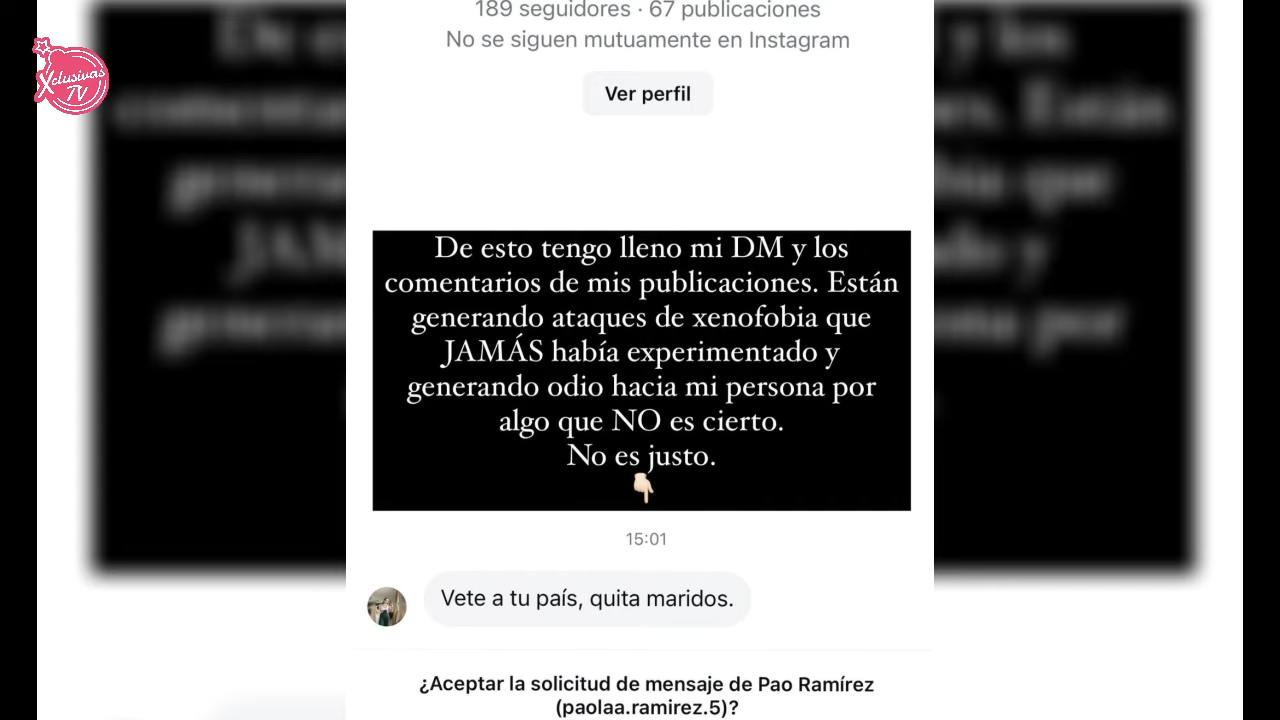 Xclusivas
TV
189 seguidores · 67 publicaciones
No se siguen mutuamente en Instagram
Ver perfil
De esto tengo lleno mi DM y los
comentarios de mis publicaciones. Están
generando ataques de xenofobia que
JAMÁS había experimentado y
generando odio hacia mi persona por
algo que NO es cierto.
No es justo.
👇🏻
15:01
Vete a tu país, quita maridos.
¿Aceptar la solicitud de mensaje de Pao Ramírez
(paolaa.ramirez.5)?